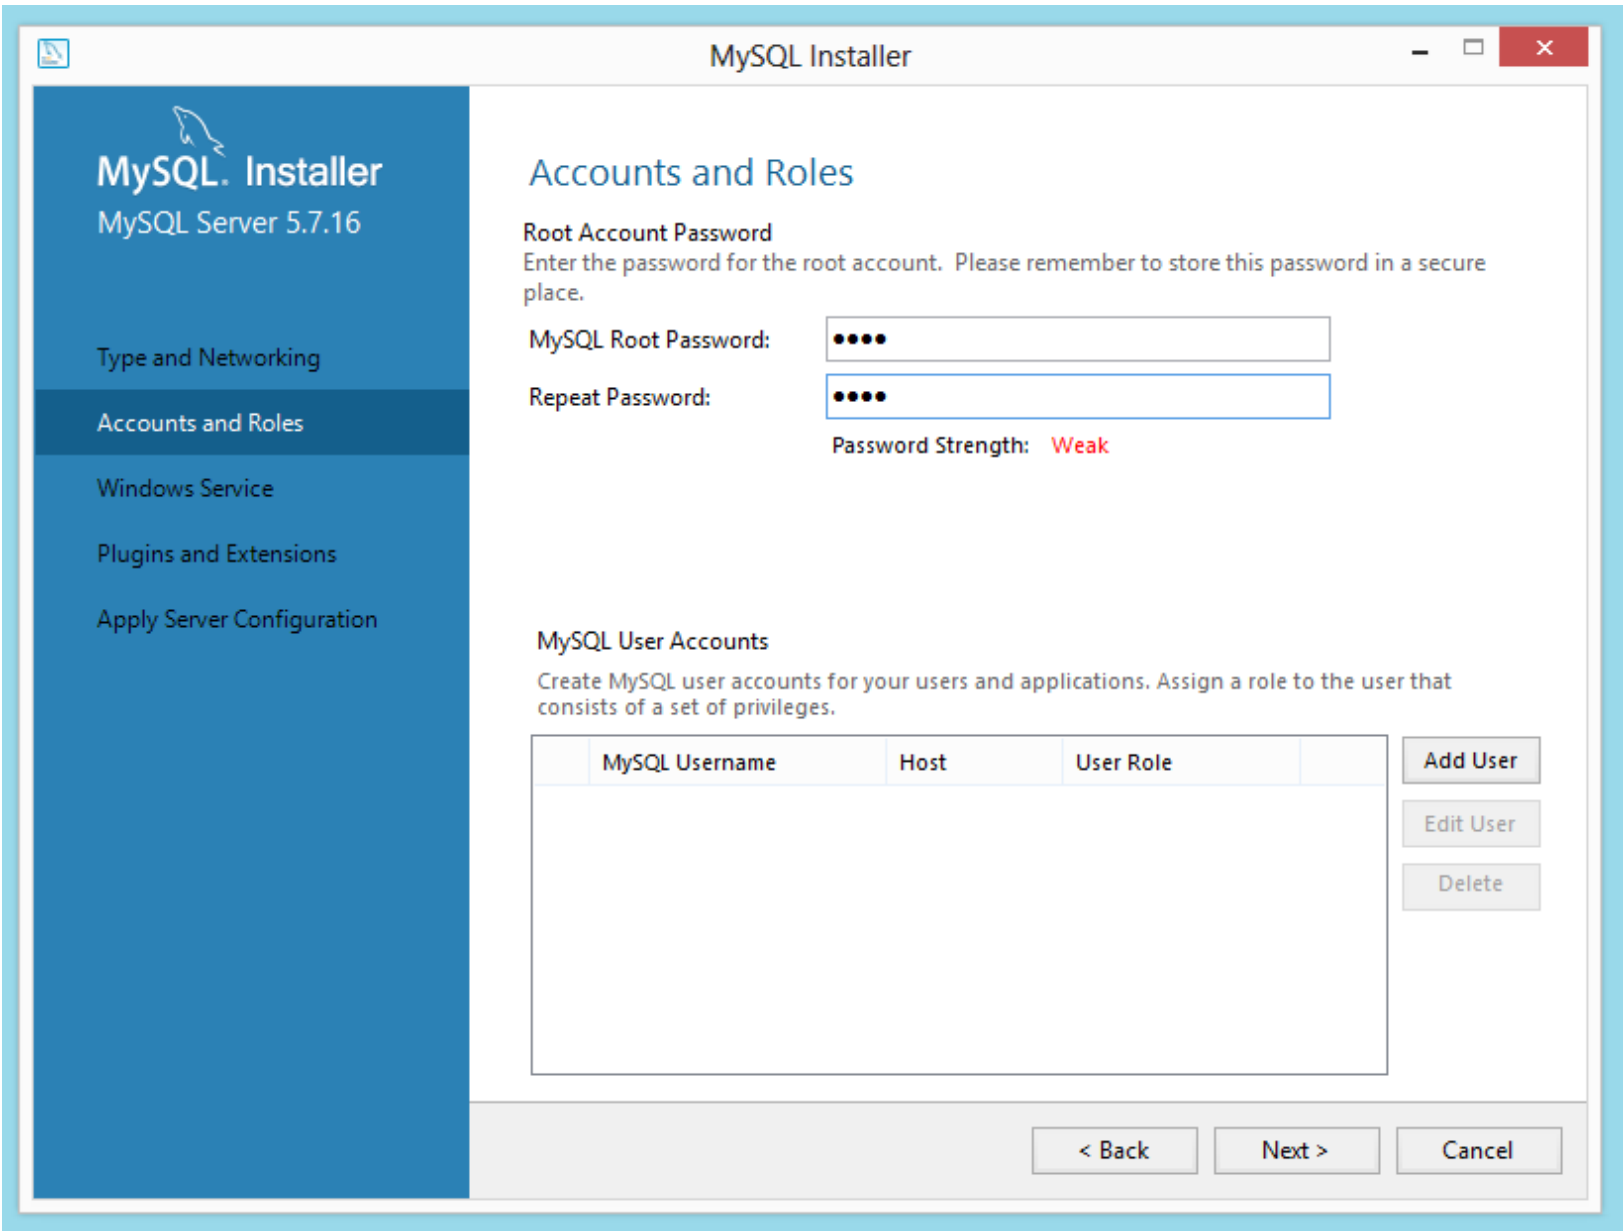 MySQL Installer
MySQL. Installer
MySQL Server 5.7.16
Type and Networking
Accounts and Roles
Windows Service
Plugins and Extensions
Apply Server Configuration
Accounts and Roles
Root Account Password
Enter the password for the root account.  Please remember to store this password in a secure
place.
MySQL Root Password: ●●●●
Repeat Password: ●●●●
Password Strength: Weak
MySQL User Accounts
Create MySQL user accounts for your users and applications. Assign a role to the user that
consists of a set of privileges.
MySQL Username Host User Role
Add User
Edit User
Delete
< Back Next > Cancel